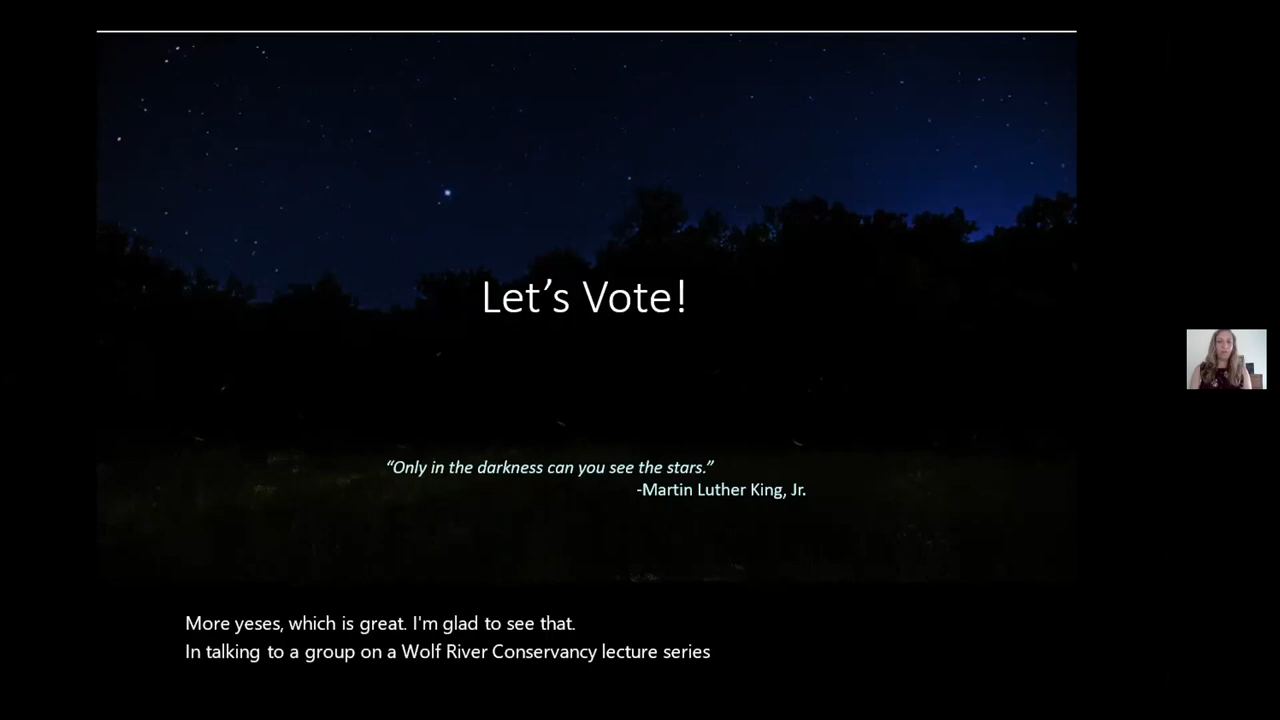 Let’s Vote!
“Only in the darkness can you see the stars.”
-Martin Luther King, Jr.
More yeses, which is great. I'm glad to see that.
In talking to a group on a Wolf River Conservancy lecture series